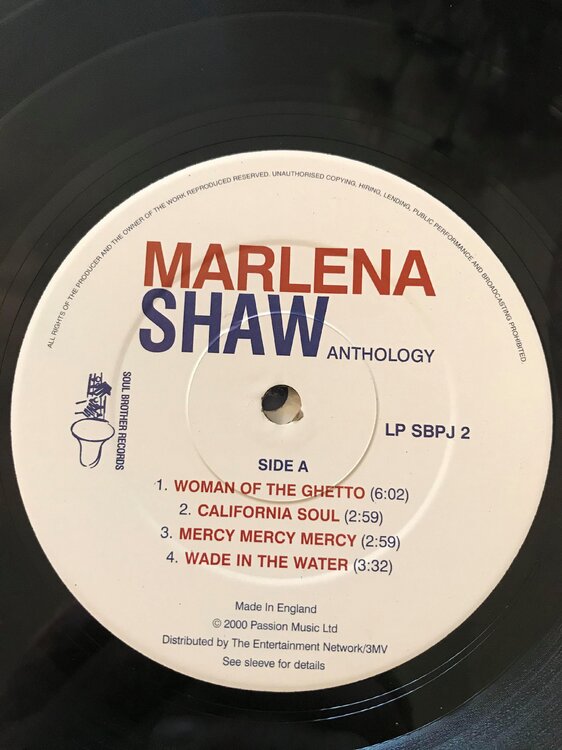 ALL RIGHTS OF THE PRODUCER AND THE OWNER OF THE WORK REPRODUCED RESERVED. UNAUTHORISED COPYING, HIRING, LENDING, PUBLIC PERFORMANCE AND BROADCASTING PROHIBITED.
MARLENA
SHAW
ANTHOLOGY
SOUL BROTHER RECORDS
LP SBPJ 2
SIDE A
1. WOMAN OF THE GHETTO (6:02)
2. CALIFORNIA SOUL (2:59)
3. MERCY MERCY MERCY (2:59)
4. WADE IN THE WATER (3:32)
Made In England
© 2000 Passion Music Ltd
Distributed by The Entertainment Network/3MV
See sleeve for details